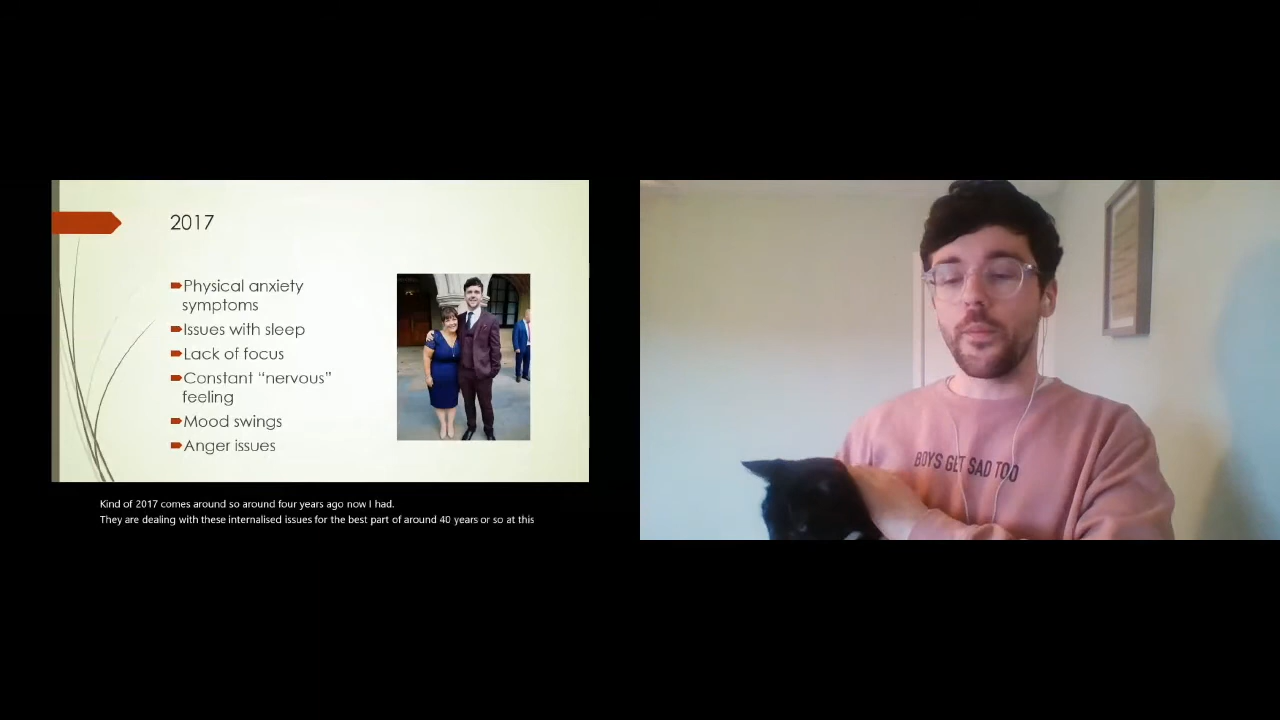 2017
Physical anxiety
symptoms
Issues with sleep
Lack of focus
Constant “nervous”
feeling
Mood swings
Anger issues
Kind of 2017 comes around so around four years ago now I had.
They are dealing with these internalised issues for the best part of around 40 years or so at this
BOYS GET SAD TOO